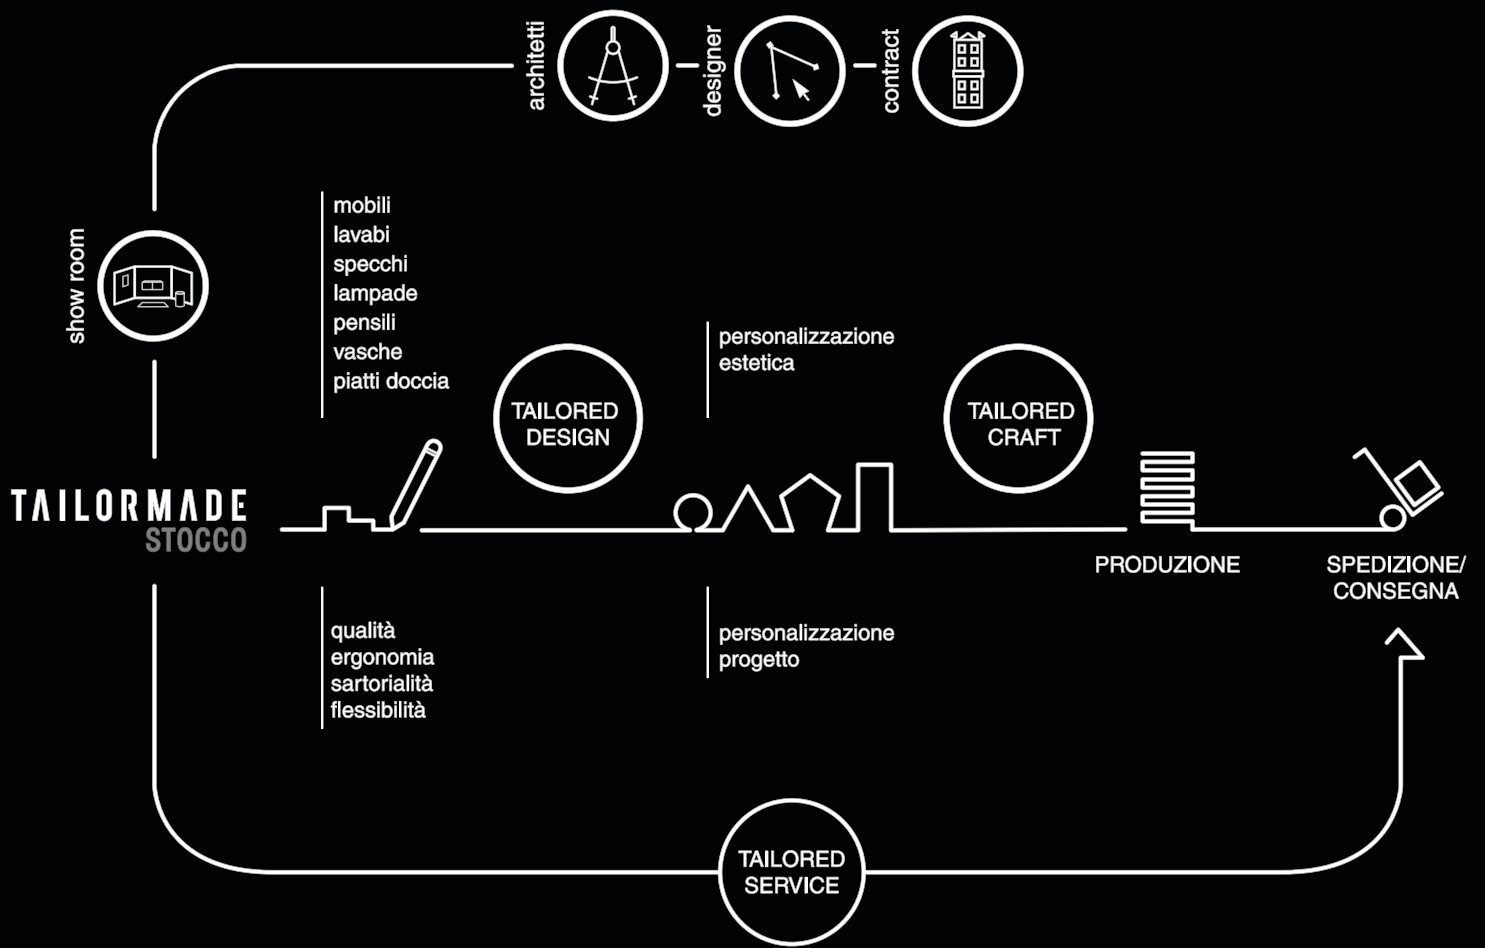 architetti
designer
contract
show room
mobili
lavabi
specchi
lampade
pensili
vasche
piatti doccia
TAILORED
DESIGN
personalizzazione
estetica
TAILORED
CRAFT
TAILORMADE
STOCCO
PRODUZIONE
SPEDIZIONE/
CONSEGNA
qualità
ergonomia
sartorialità
flessibilità
personalizzazione
progetto
TAILORED
SERVICE